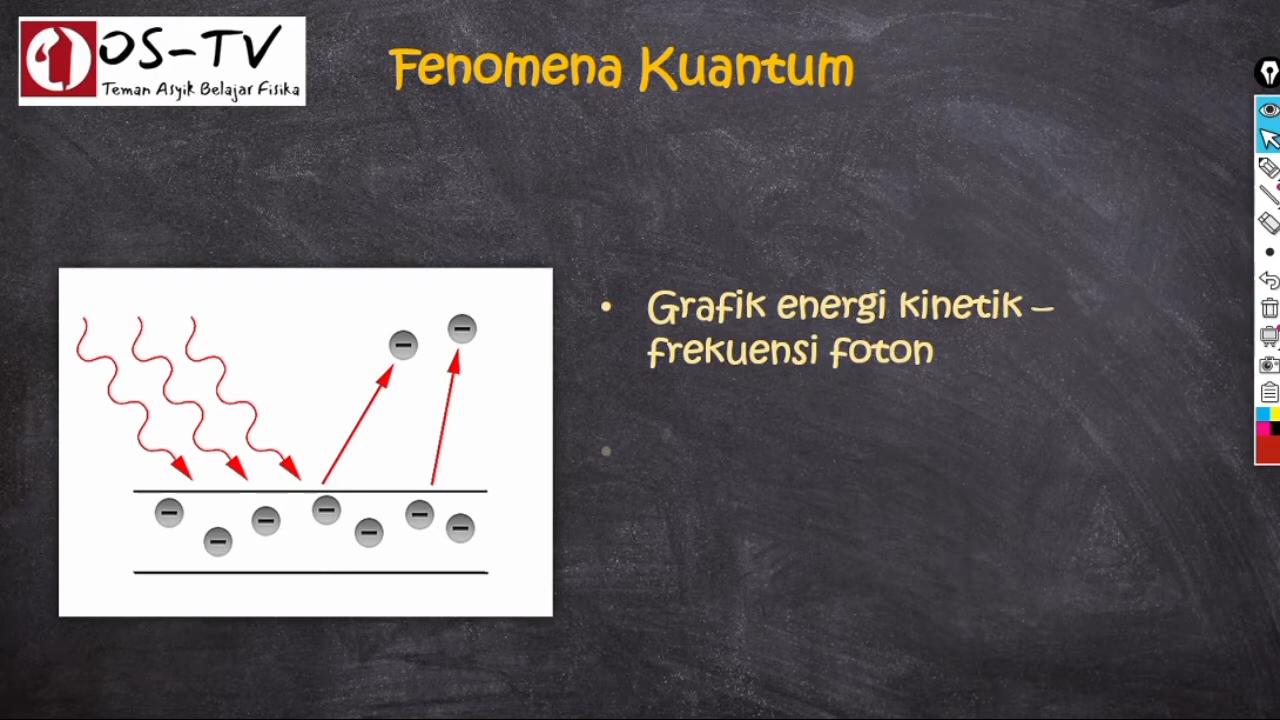 OS-TV
Teman Asyik Belajar Fisika
Fenomena Kuantum
• Grafik energi kinetik –
frekuensi foton
•